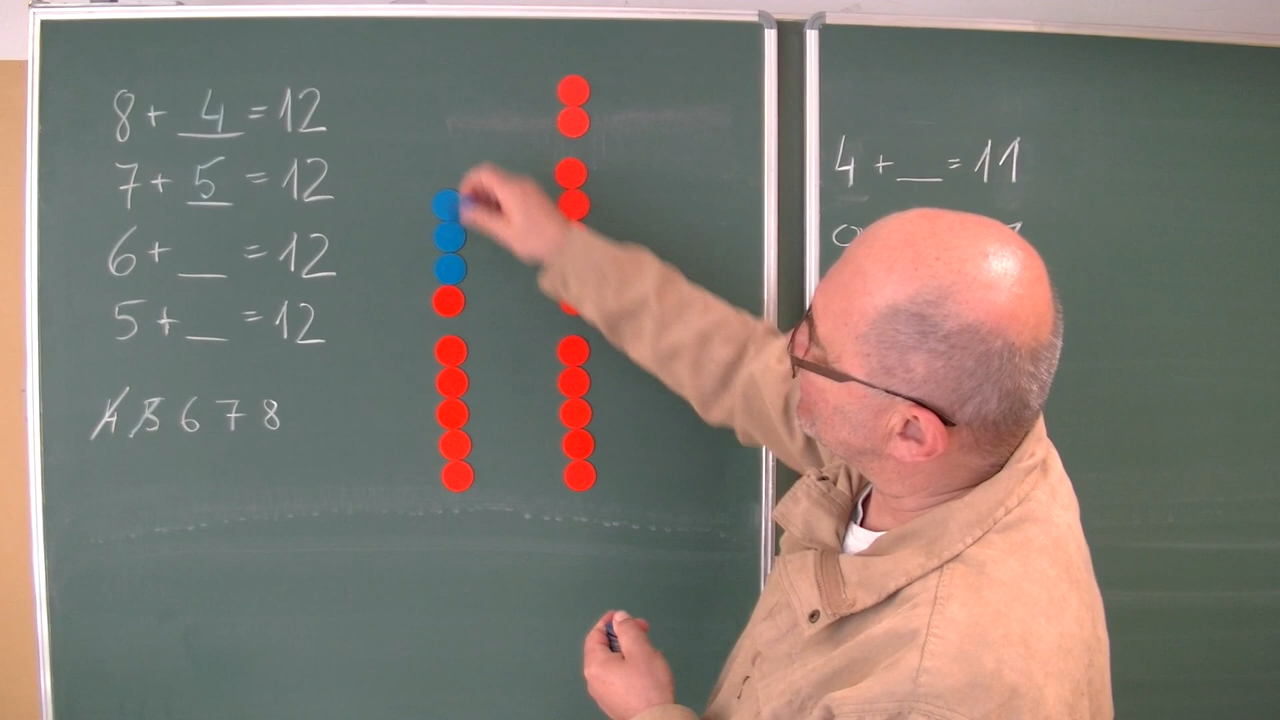 8 + 4 = 12
7 + 5 = 12
6 + __ = 12
5 + __ = 12
4 5 6 7 8
4 + __ = 11